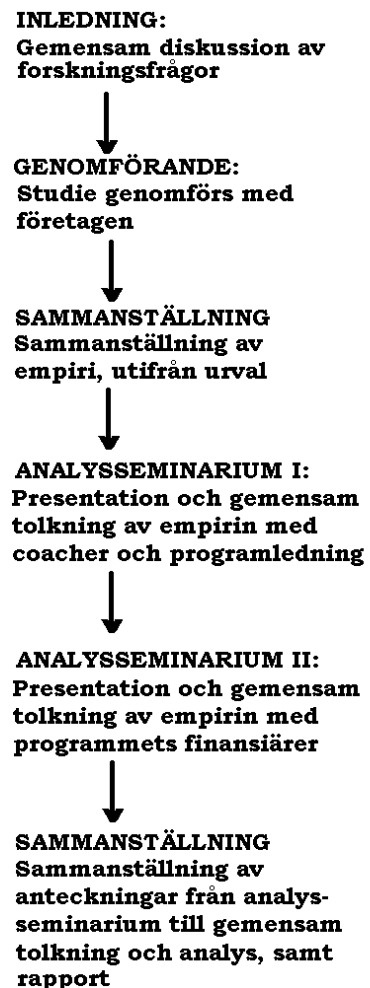 INLEDNING:
Gemensam diskussion av
forskningsfrågor
GENOMFÖRANDE:
Studie genomförs med
företagen
SAMMANSTÄLLNING
Sammanställning av
empiri, utifrån urval
ANALYSSEMINARIUM I:
Presentation och gemensam
tolkning av empirin med
coacher och programledning
ANALYSSEMINARIUM II:
Presentation och gemensam
tolkning av empirin med
programmets finansiärer
SAMMANSTÄLLNING
Sammanställning av
anteckningar från analys-
seminarium till gemensam
tolkning och analys, samt
rapport